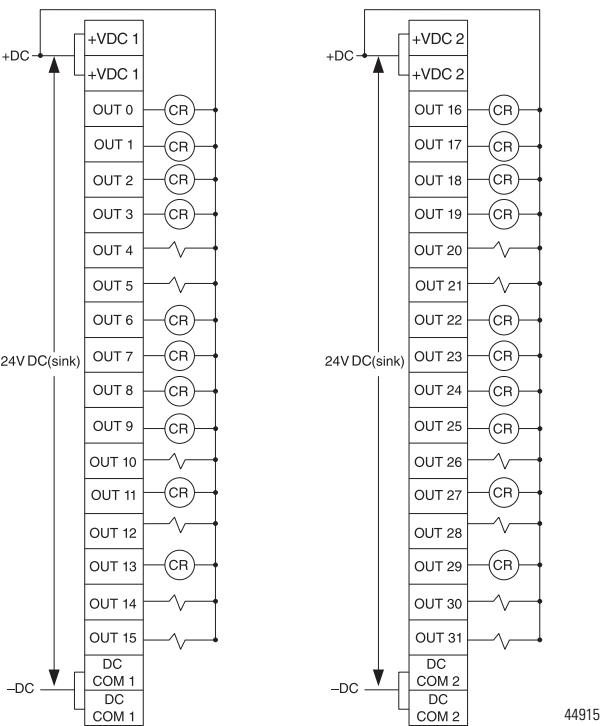 +VDC 1
+DC
+VDC 1
OUT 0 CR
OUT 1 CR
OUT 2 CR
OUT 3 CR
OUT 4
OUT 5
OUT 6 CR
OUT 7 CR
24V DC(sink)
OUT 8 CR
OUT 9 CR
OUT 10
OUT 11 CR
OUT 12
OUT 13 CR
OUT 14
OUT 15
DC
COM 1
–DC
DC
COM 1
+VDC 2
+DC
+VDC 2
OUT 16 CR
OUT 17 CR
OUT 18 CR
OUT 19 CR
OUT 20
OUT 21
OUT 22 CR
OUT 23 CR
24V DC(sink)
OUT 24 CR
OUT 25 CR
OUT 26
OUT 27 CR
OUT 28
OUT 29 CR
OUT 30
OUT 31
DC
COM 2
–DC
DC
COM 2
44915